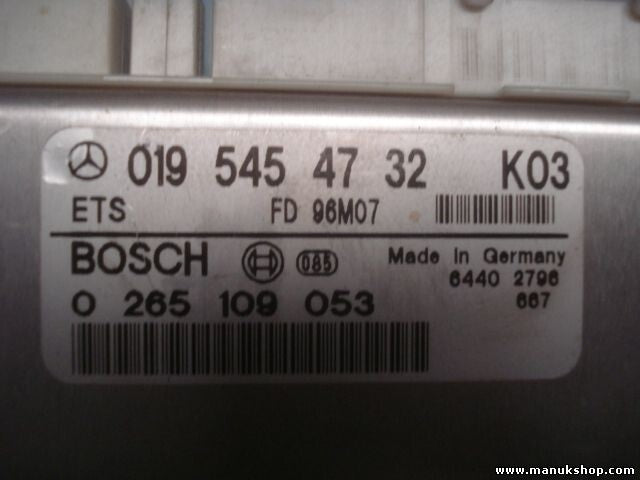 019 545 47 32 K03
ETS FD 96M07
BOSCH 085 Made in Germany
6440 2796
0 265 109 053 667
www.manukshop.com